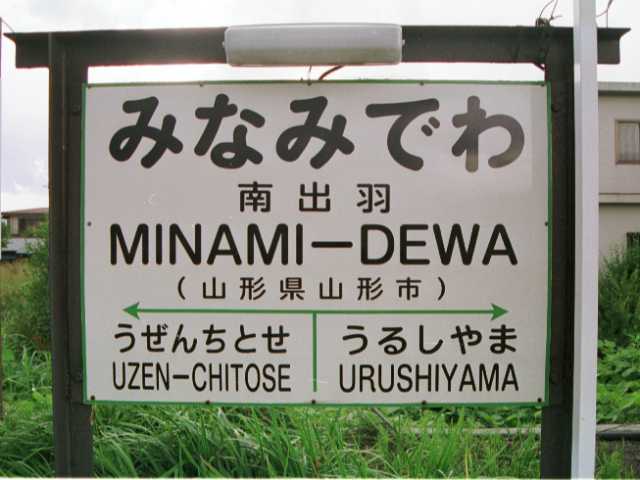 みなみでわ
南出羽
MINAMI−DEWA
(山形県山形市)
うぜんちとせ うるしやま
UZEN−CHITOSE URUSHIYAMA